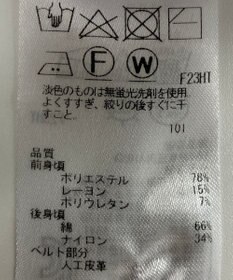 F W
F23HT
淡色のものは無蛍光洗剤を使用
よくすすぎ、絞りの後すぐに干
すこと。
101
品質
前身頃
ポリエステル 78%
レーヨン 15%
ポリウレタン 7%
後身頃
綿 66%
ナイロン 34%
ベルト部分
人工皮革